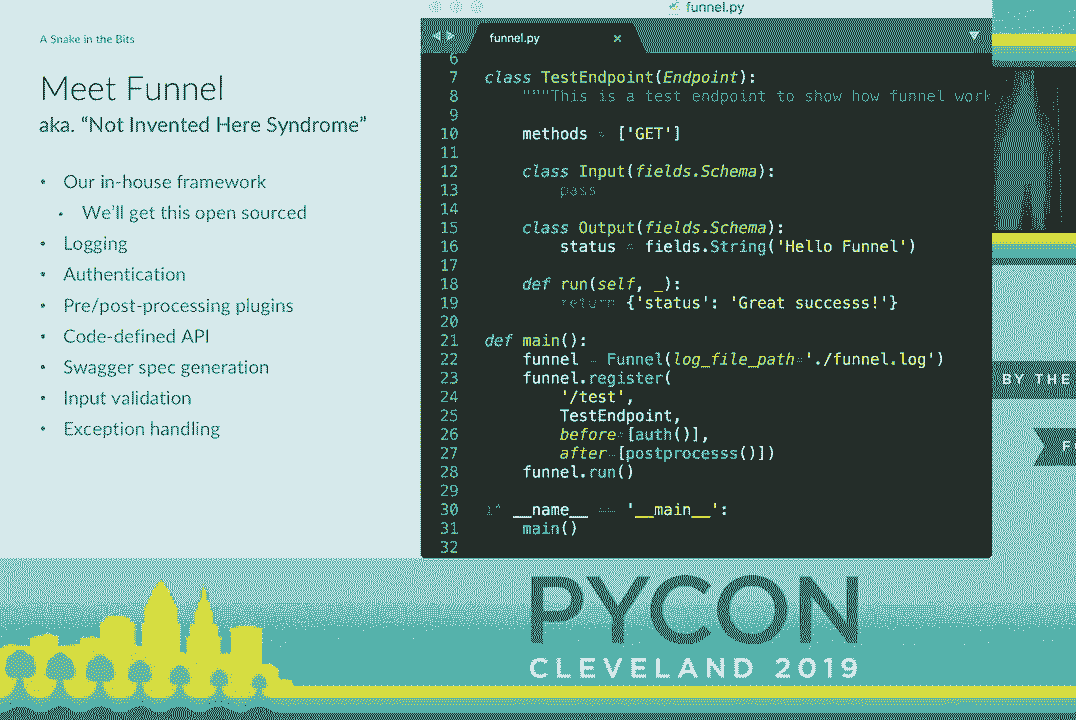 A Snake in the Bits
Meet Funnel
aka. “Not Invented Here Syndrome”
• Our in-house framework
• We’ll get this open sourced
• Logging
• Authentication
• Pre/post-processing plugins
• Code-defined API
• Swagger spec generation
• Input validation
• Exception handling
funnel.py
funnel.py ×
6
7 class TestEndpoint(Endpoint):
8 """This is a test endpoint to show how funnel work
9
10 methods = ['GET']
11
12 class Input(fields.Schema):
13 pass
14
15 class Output(fields.Schema):
16 status = fields.String('Hello Funnel')
17
18 def run(self, _):
19 return {'status': 'Great successs!'}
20
21 def main():
22 funnel = Funnel(log_file_path='./funnel.log')
23 funnel.register(
24 '/test',
25 TestEndpoint,
26 before=[auth()],
27 after=[postprocesss()])
28 funnel.run()
29
30 if __name__ == '__main__':
31 main()
32
BY THE
PYCON
CLEVELAND 2019